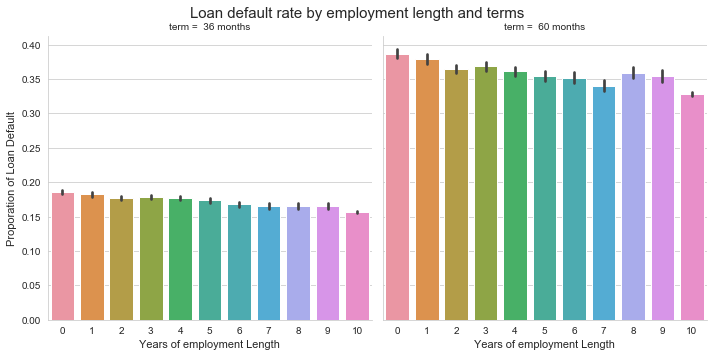 Loan default rate by employment length and terms
term =  36 months
term =  60 months
Proporation of Loan Default
0.40
0.35
0.30
0.25
0.20
0.15
0.10
0.05
0.00
0 1 2 3 4 5 6 7 8 9 10
0 1 2 3 4 5 6 7 8 9 10
Years of employment Length
Years of employment Length